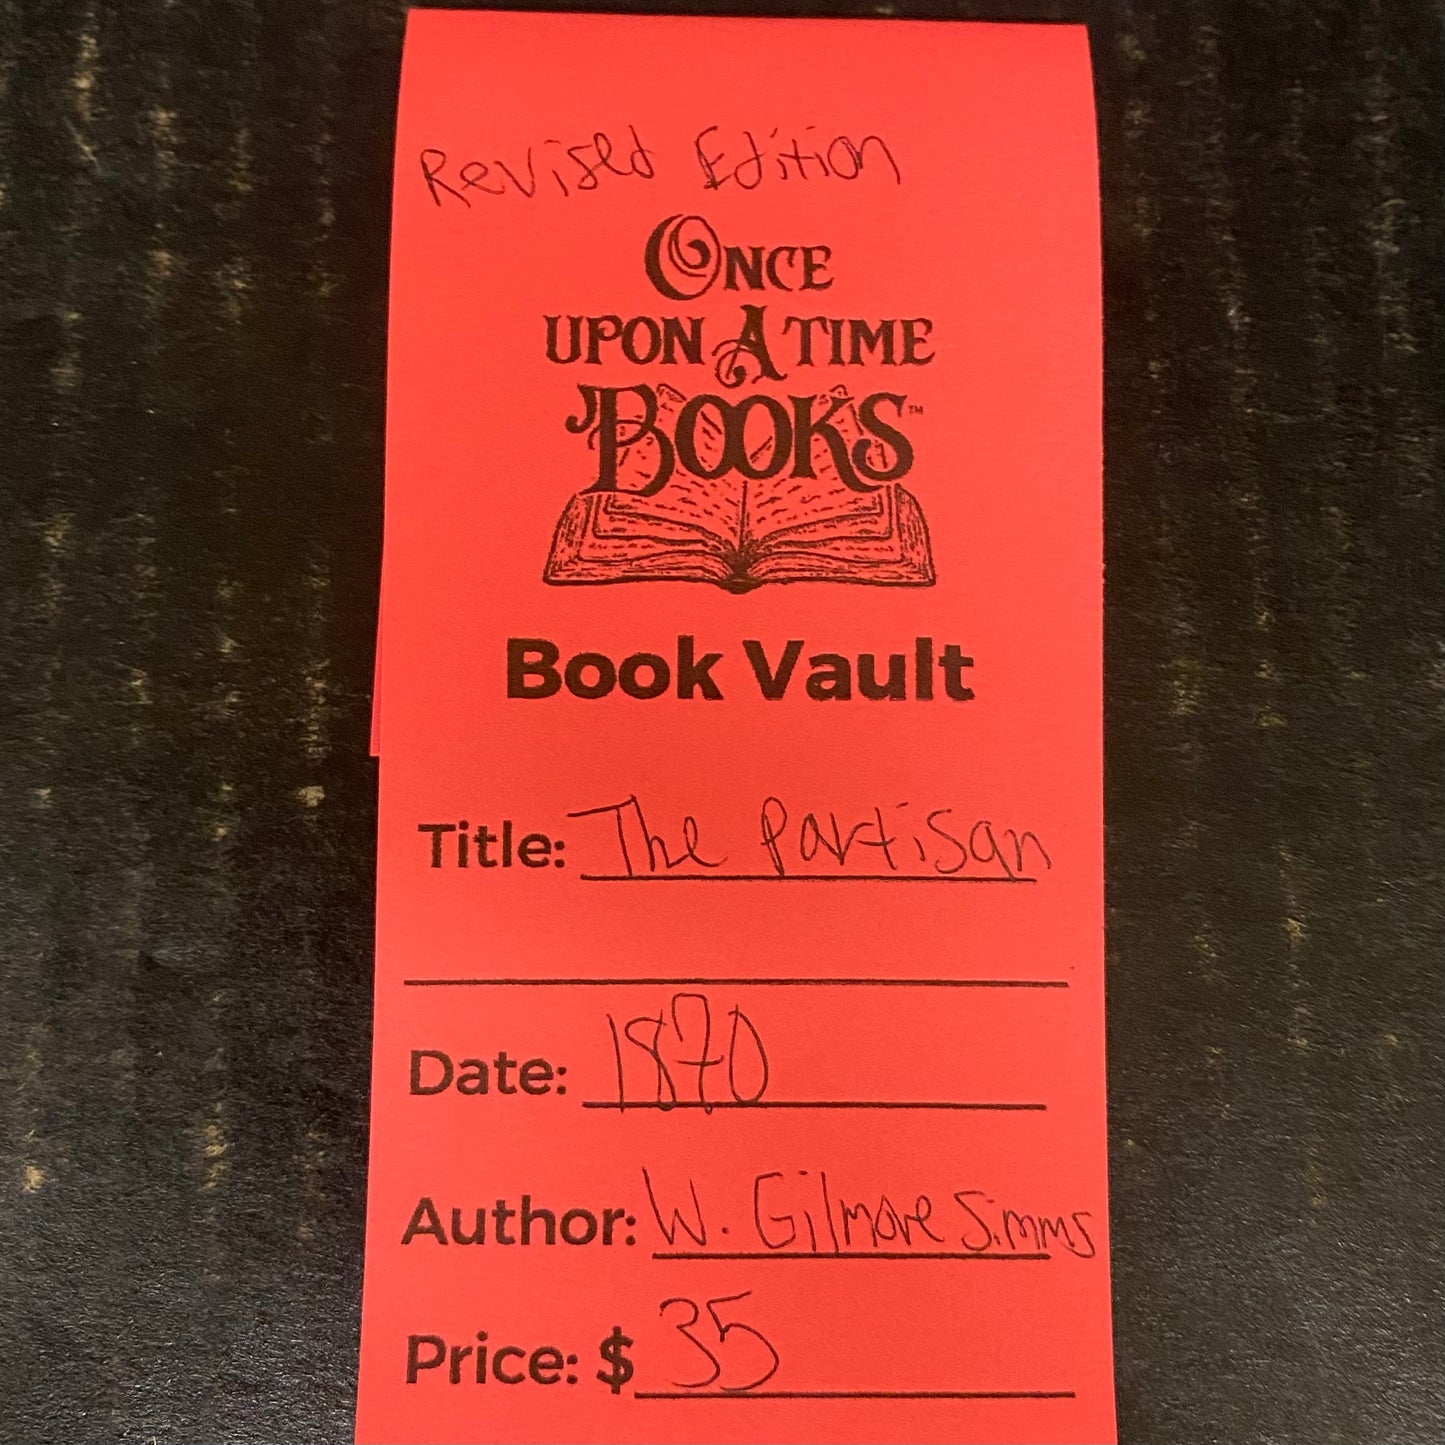 Revised Edition
ONCE
UPON A TIME
BOOKS™
Book Vault
Title: The Partisan
Date: 1870
Author: W. Gilmore Simms
Price: $ 35